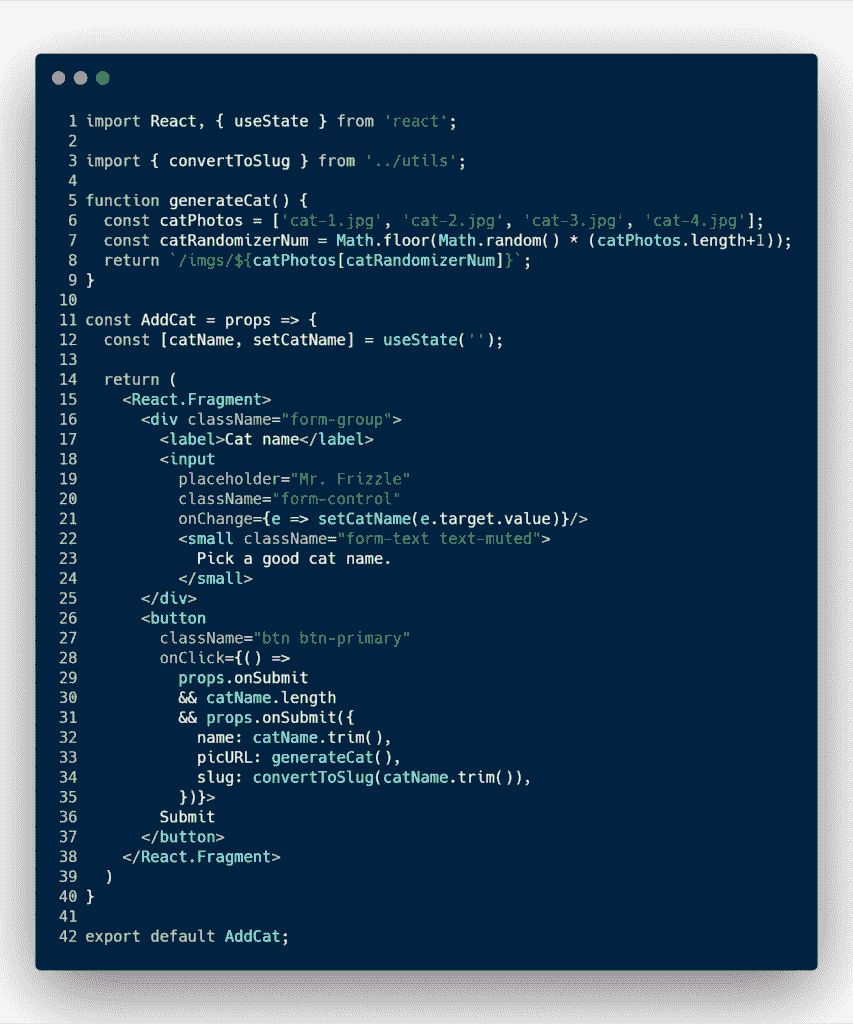 1 import React, { useState } from 'react';
2
3 import { convertToSlug } from '../utils';
4
5 function generateCat() {
6   const catPhotos = ['cat-1.jpg', 'cat-2.jpg', 'cat-3.jpg', 'cat-4.jpg'];
7   const catRandomizerNum = Math.floor(Math.random() * (catPhotos.length+1));
8   return `/imgs/${catPhotos[catRandomizerNum]}`;
9 }
10
11 const AddCat = props => {
12   const [catName, setCatName] = useState('');
13
14   return (
15     <React.Fragment>
16       <div className="form-group">
17         <label>Cat name</label>
18         <input
19           placeholder="Mr. Frizzle"
20           className="form-control"
21           onChange={e => setCatName(e.target.value)}/>
22           <small className="form-text text-muted">
23             Pick a good cat name.
24           </small>
25       </div>
26       <button
27         className="btn btn-primary"
28         onClick={() =>
29           props.onSubmit
30           && catName.length
31           && props.onSubmit({
32             name: catName.trim(),
33             picURL: generateCat(),
34             slug: convertToSlug(catName.trim()),
35           })}>
36         Submit
37       </button>
38     </React.Fragment>
39   )
40 }
41
42 export default AddCat;